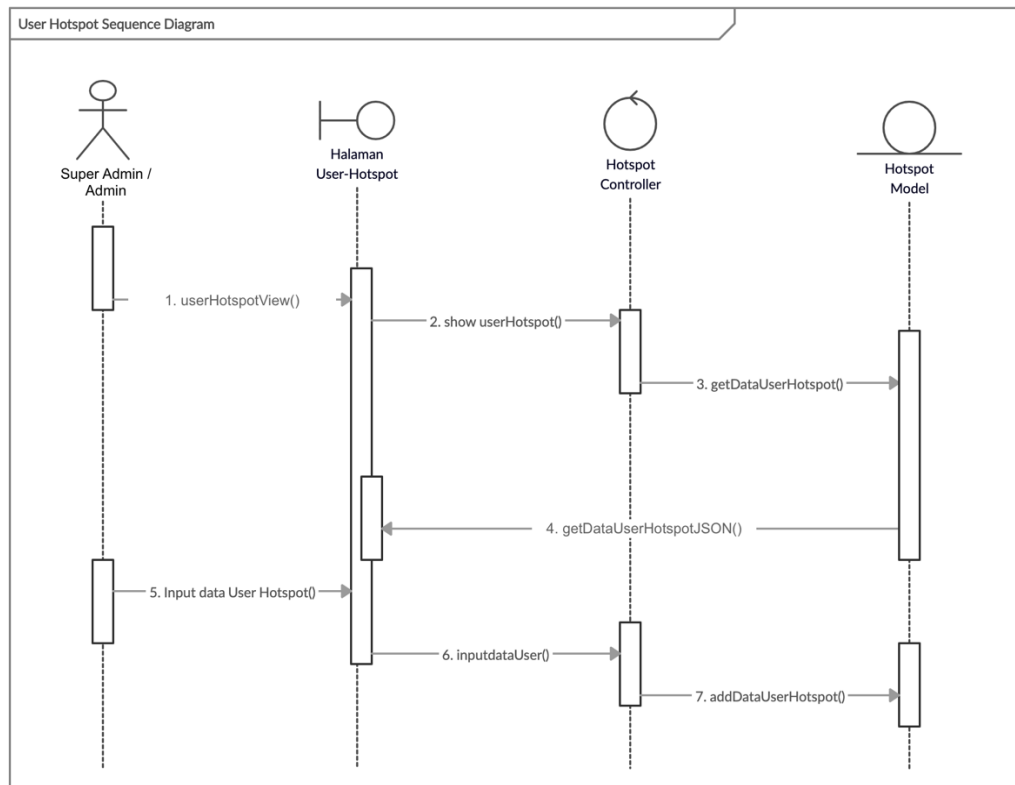 User Hotspot Sequence Diagram
Super Admin /
Admin
Halaman
User-Hotspot
Hotspot
Controller
Hotspot
Model
1. userHotspotView()
2. show userHotspot()
3. getDataUserHotspot()
4. getDataUserHotspotJSON()
5. Input data User Hotspot()
6. inputdataUser()
7. addDataUserHotspot()